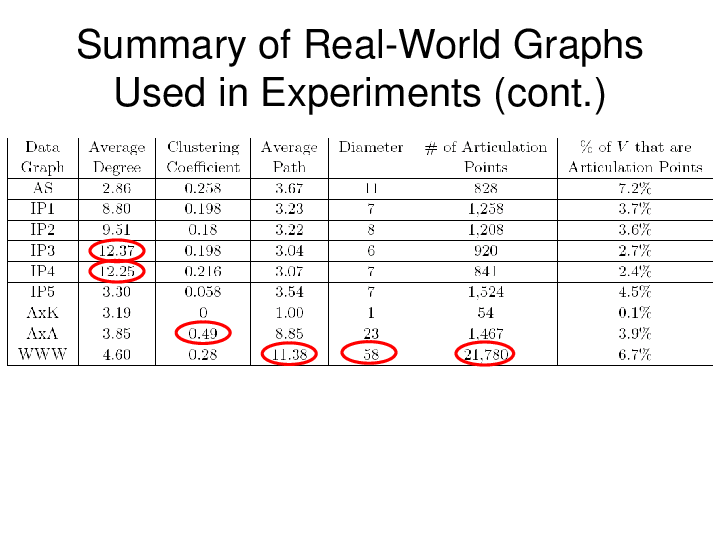 Summary of Real-World Graphs
Used in Experiments (cont.)
Data Average Clustering Average Diameter # of Articulation % of V that are
Graph Degree Coefficient Path Points Articulation Points
AS 2.86 0.258 3.67 11 828 7.2%
IP1 8.80 0.198 3.23 7 1,258 3.7%
IP2 9.51 0.18 3.22 8 1,208 3.6%
IP3 12.37 0.198 3.04 6 920 2.7%
IP4 12.25 0.216 3.07 7 841 2.4%
IP5 3.30 0.058 3.54 7 1,524 4.5%
AxK 3.19 0 1.00 1 54 0.1%
AxA 3.85 0.49 8.85 23 1,467 3.9%
WWW 4.60 0.28 11.38 58 21,780 6.7%